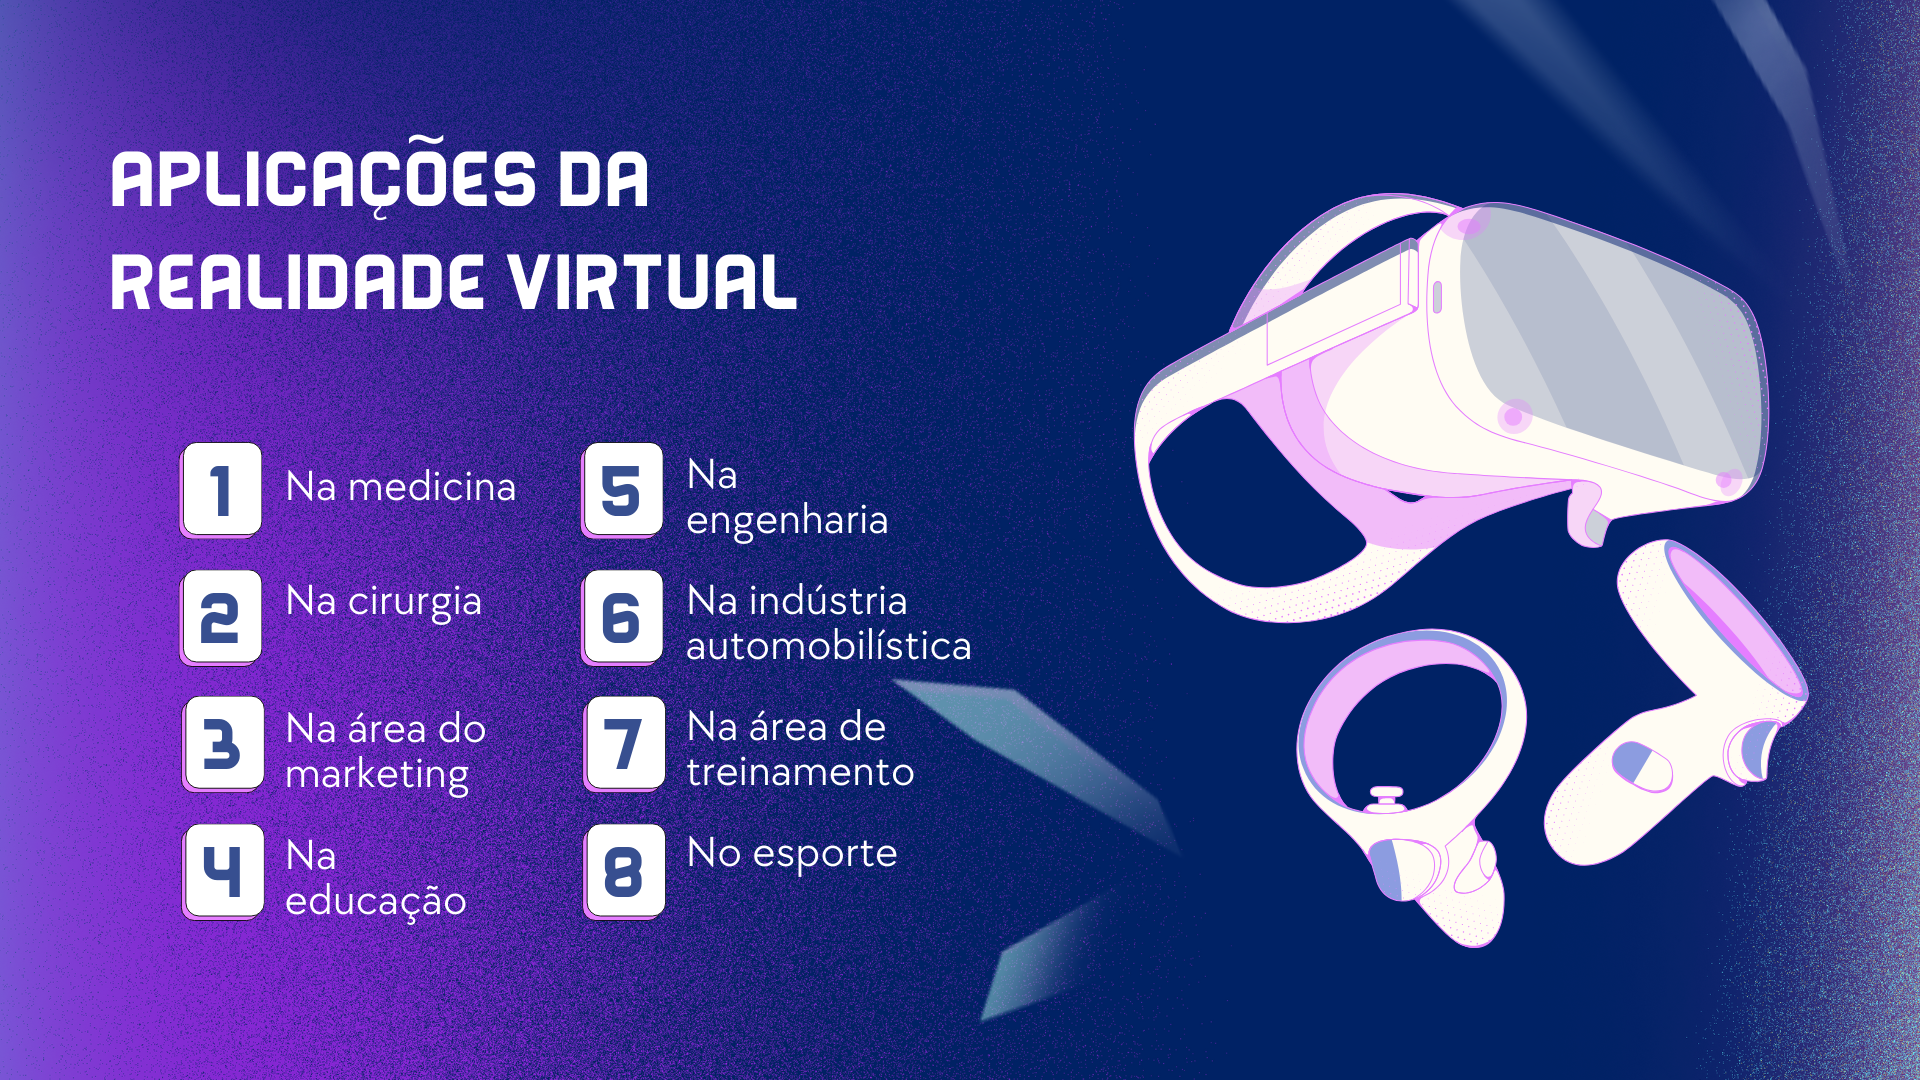 APLICAÇÕES DA
REALIDADE VIRTUAL
1
Na medicina
2
Na cirurgia
3
Na área do
marketing
4
Na
educação
5
Na
engenharia
6
Na indústria
automobilística
7
Na área de
treinamento
8
No esporte